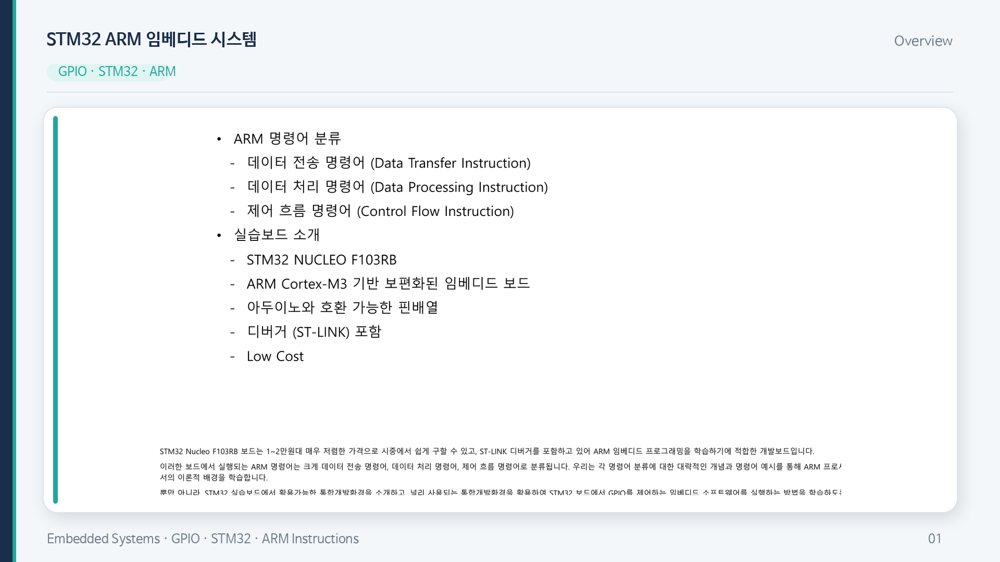 STM32 ARM 임베디드 시스템
Overview
GPIO · STM32 · ARM
• ARM 명령어 분류
- 데이터 전송 명령어 (Data Transfer Instruction)
- 데이터 처리 명령어 (Data Processing Instruction)
- 제어 흐름 명령어 (Control Flow Instruction)
• 실습보드 소개
- STM32 NUCLEO F103RB
- ARM Cortex-M3 기반 보편화된 임베디드 보드
- 아두이노와 호환 가능한 핀배열
- 디버거 (ST-LINK) 포함
- Low Cost
STM32 Nucleo F103RB 보드는 1~2만원대 매우 저렴한 가격으로 시중에서 쉽게 구할 수 있고, ST-LINK 디버거를 포함하고 있어 ARM 임베디드 프로그래밍을 학습하기에 적합한 개발보드입니다.
이러한 보드에서 실행되는 ARM 명령어는 크게 데이터 전송 명령어, 데이터 처리 명령어, 제어 흐름 명령어로 분류됩니다. 우리는 각 명령어 분류에 대한 대략적인 개념과 명령어 예시를 통해 ARM 프로세
서의 이론적 배경을 학습합니다.
뿐만 아니라, STM32 실습보드에서 활용가능한 통합개발환경을 소개하고, 널리 사용되는 통합개발환경을 활용하여 STM32 보드에서 GPIO를 제어하는 임베디드 소프트웨어를 실행하는 방법을
Embedded Systems · GPIO · STM32 · ARM Instructions
01